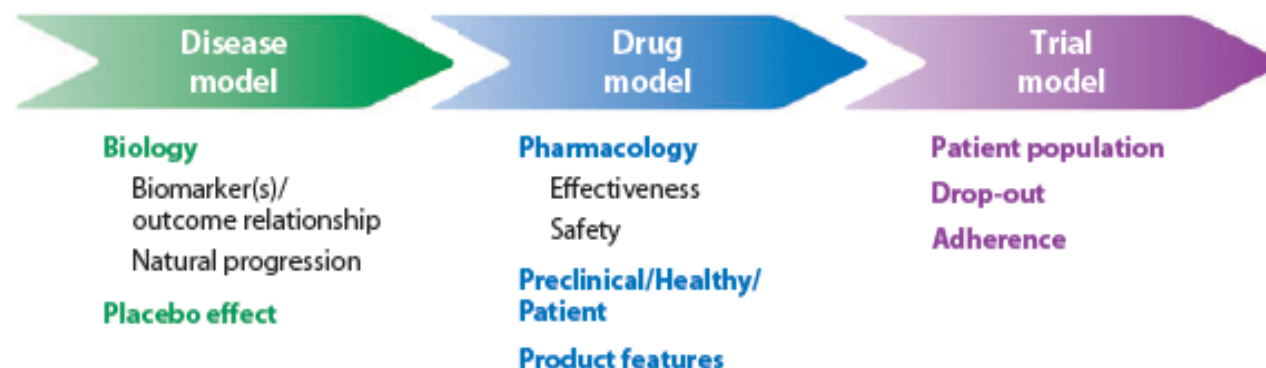 Disease
model
Biology
Biomarker(s)/
outcome relationship
Natural progression
Placebo effect
Drug
model
Pharmacology
Effectiveness
Safety
Preclinical/Healthy/
Patient
Product features
Trial
model
Patient population
Drop-out
Adherence